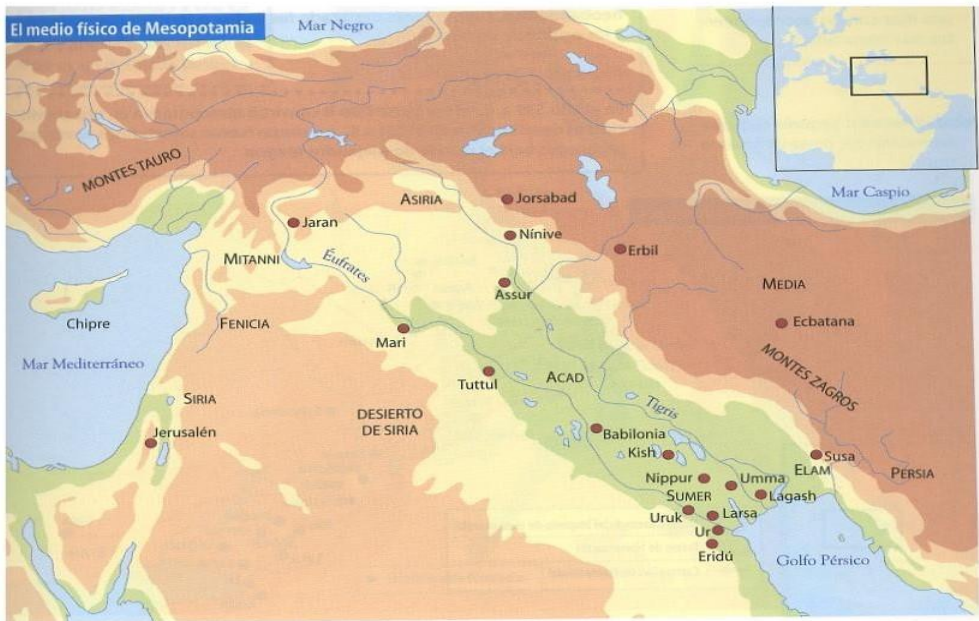 El medio físico de Mesopotamia
Mar Negro
MONTES TAURO
Mar Caspio
ASIRIA
Jorsabad
Jaran
Nínive
Erbil
MITANNI
Éufrates
Assur
MEDIA
Chipre
FENICIA
Ecbatana
Mari
Mar Mediterráneo
MONTES ZAGROS
Tuttul
ACAD
SIRIA
Tigris
DESIERTO
DE SIRIA
Jerusalén
Babilonia
Kish
Susa
ELAM
PERSIA
Nippur
Umma
SUMER
Lagash
Uruk
Larsa
Ur
Eridú
Golfo Pérsico